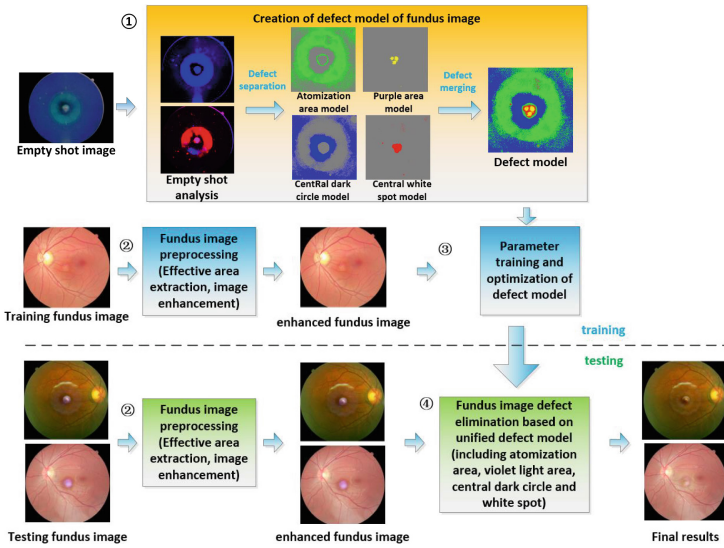 ①
Creation of defect model of fundus image
Empty shot image
Empty shot
analysis
Defect
separation
Atomization
area model
Purple area
model
CentRal dark
circle model
Central white
spot model
Defect
merging
Defect model
Training fundus image
②
Fundus image
preprocessing
(Effective area
extraction, image
enhancement)
enhanced fundus image
③
Parameter
training and
optimization of
defect model
training
testing
Testing fundus image
②
Fundus image
preprocessing
(Effective area
extraction, image
enhancement)
enhanced fundus image
④
Fundus image defect
elimination based on
unified defect model
(including atomization
area, violet light area,
central dark circle and
white spot)
Final results